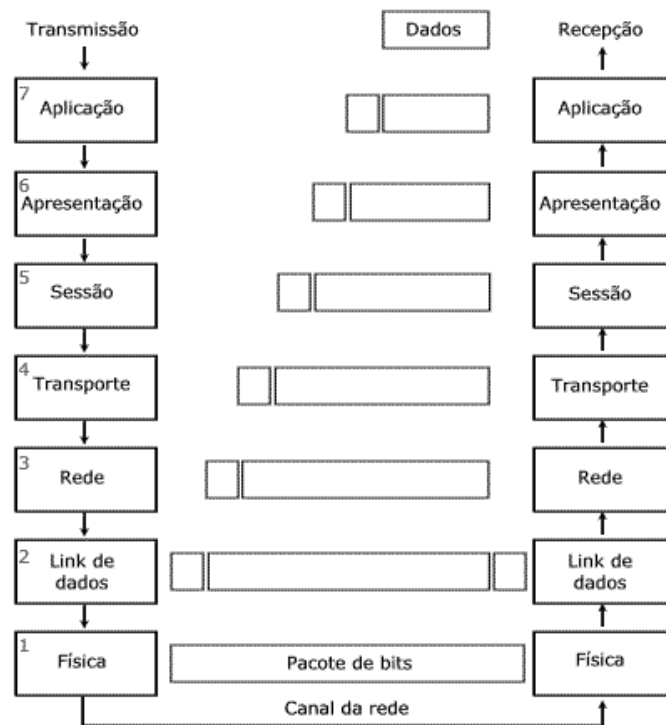 Transmissão Dados Recepção
7 Aplicação Aplicação
6 Apresentação Apresentação
5 Sessão Sessão
4 Transporte Transporte
3 Rede Rede
2 Link de Link de
dados dados
1 Física Pacote de bits Física
Canal da rede